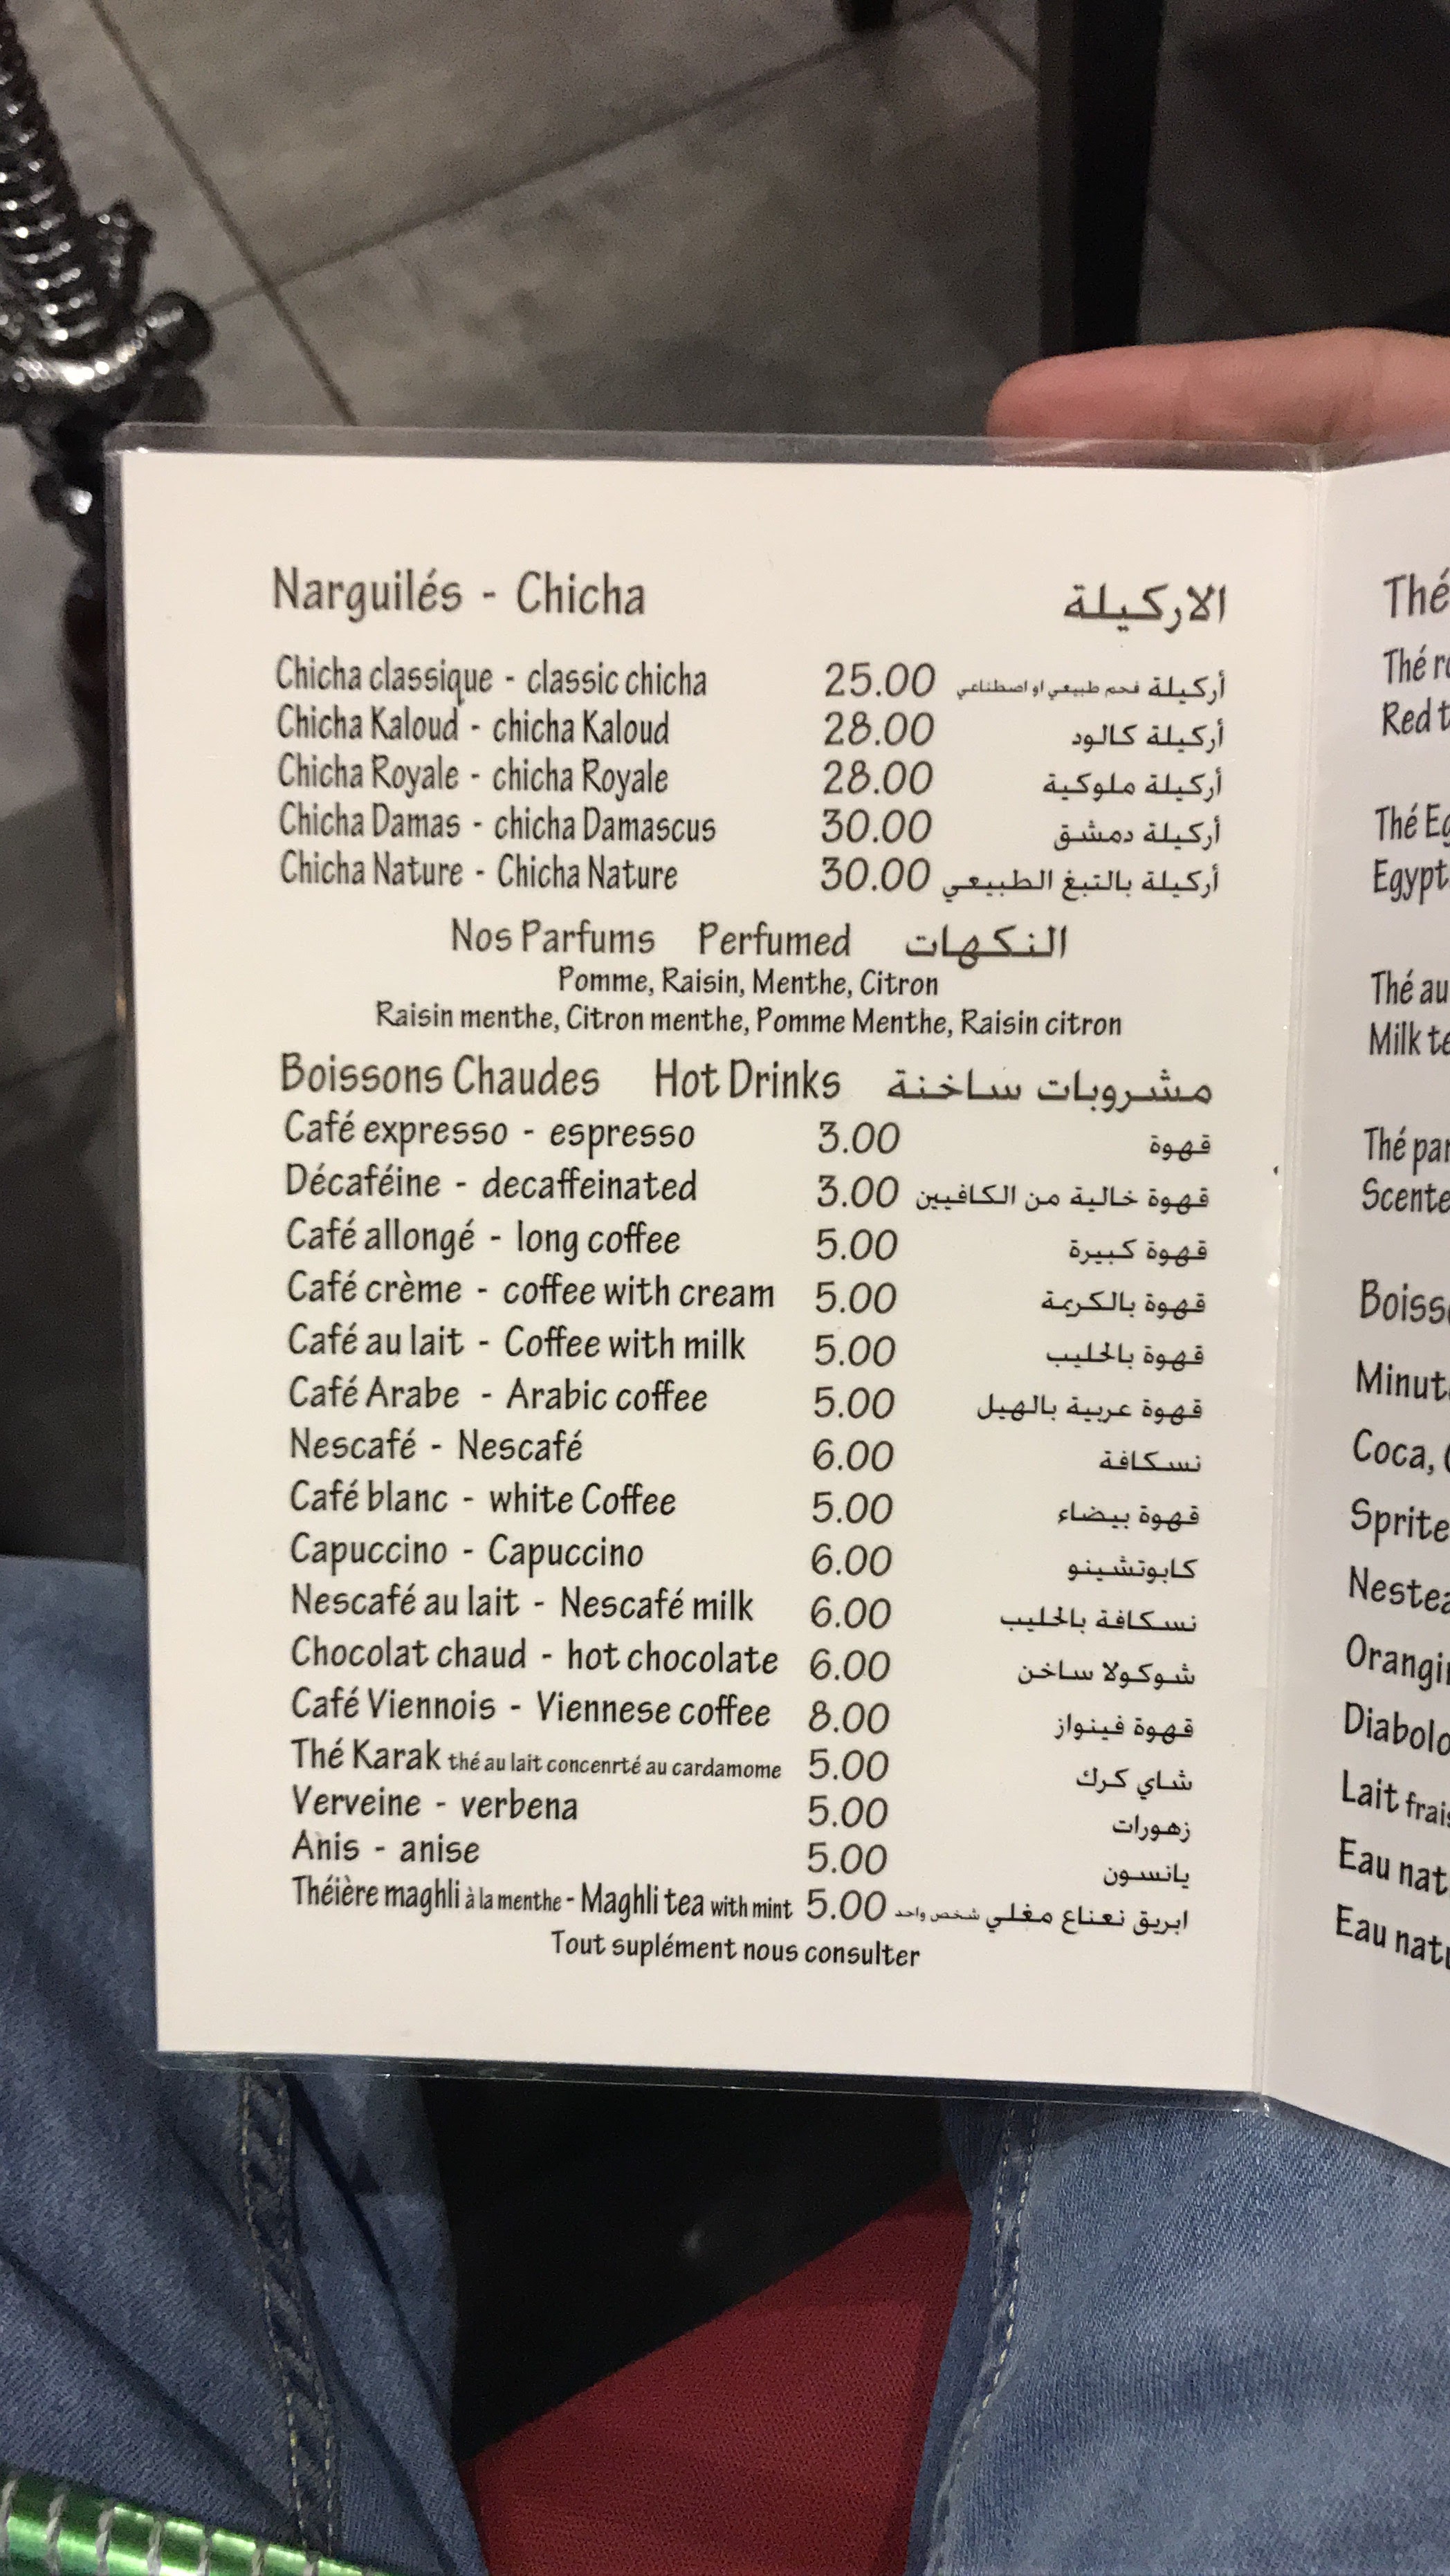 Narguilés - Chicha الاركيلة
Chicha classique - classic chicha 25.00 أركيلة فحم طبيعي او اصطناعي
Chicha Kaloud - chicha Kaloud 28.00 أركيلة كالود
Chicha Royale - chicha Royale 28.00 أركيلة ملوكية
Chicha Damas - chicha Damascus 30.00 أركيلة دمشق
Chicha Nature - Chicha Nature 30.00 أركيلة بالتبغ الطبيعي
Nos Parfums Perfumed النكهات
Pomme, Raisin, Menthe, Citron
Raisin menthe, Citron menthe, Pomme Menthe, Raisin citron
Boissons Chaudes Hot Drinks مشروبات ساخنة
Café expresso - espresso 3.00 قهوة
Décaféine - decaffeinated 3.00 قهوة خالية من الكافيين
Café allongé - long coffee 5.00 قهوة كبيرة
Café crème - coffee with cream 5.00 قهوة بالكريمة
Café au lait - Coffee with milk 5.00 قهوة بالحليب
Café Arabe - Arabic coffee 5.00 قهوة عربية بالهيل
Nescafé - Nescafé 6.00 نسكافة
Café blanc - white Coffee 5.00 قهوة بيضاء
Capuccino - Capuccino 6.00 كابوتشينو
Nescafé au lait - Nescafé milk 6.00 نسكافة بالحليب
Chocolat chaud - hot chocolate 6.00 شوكولا ساخن
Café Viennois - Viennese coffee 8.00 قهوة فينواز
Thé Karak thé au lait concenrté au cardamome 5.00 شاي كرك
Verveine - verbena 5.00 زهورات
Anis - anise 5.00 يانسون
Théière maghli à la menthe - Maghli tea with mint 5.00 ابريق نعناع مغلي شخص واحد
Tout suplément nous consulter
Thé
Thé
Red
Thé
Thé au
Milk
Thé
Coca,
Sprite
Lait
Eau
Eau